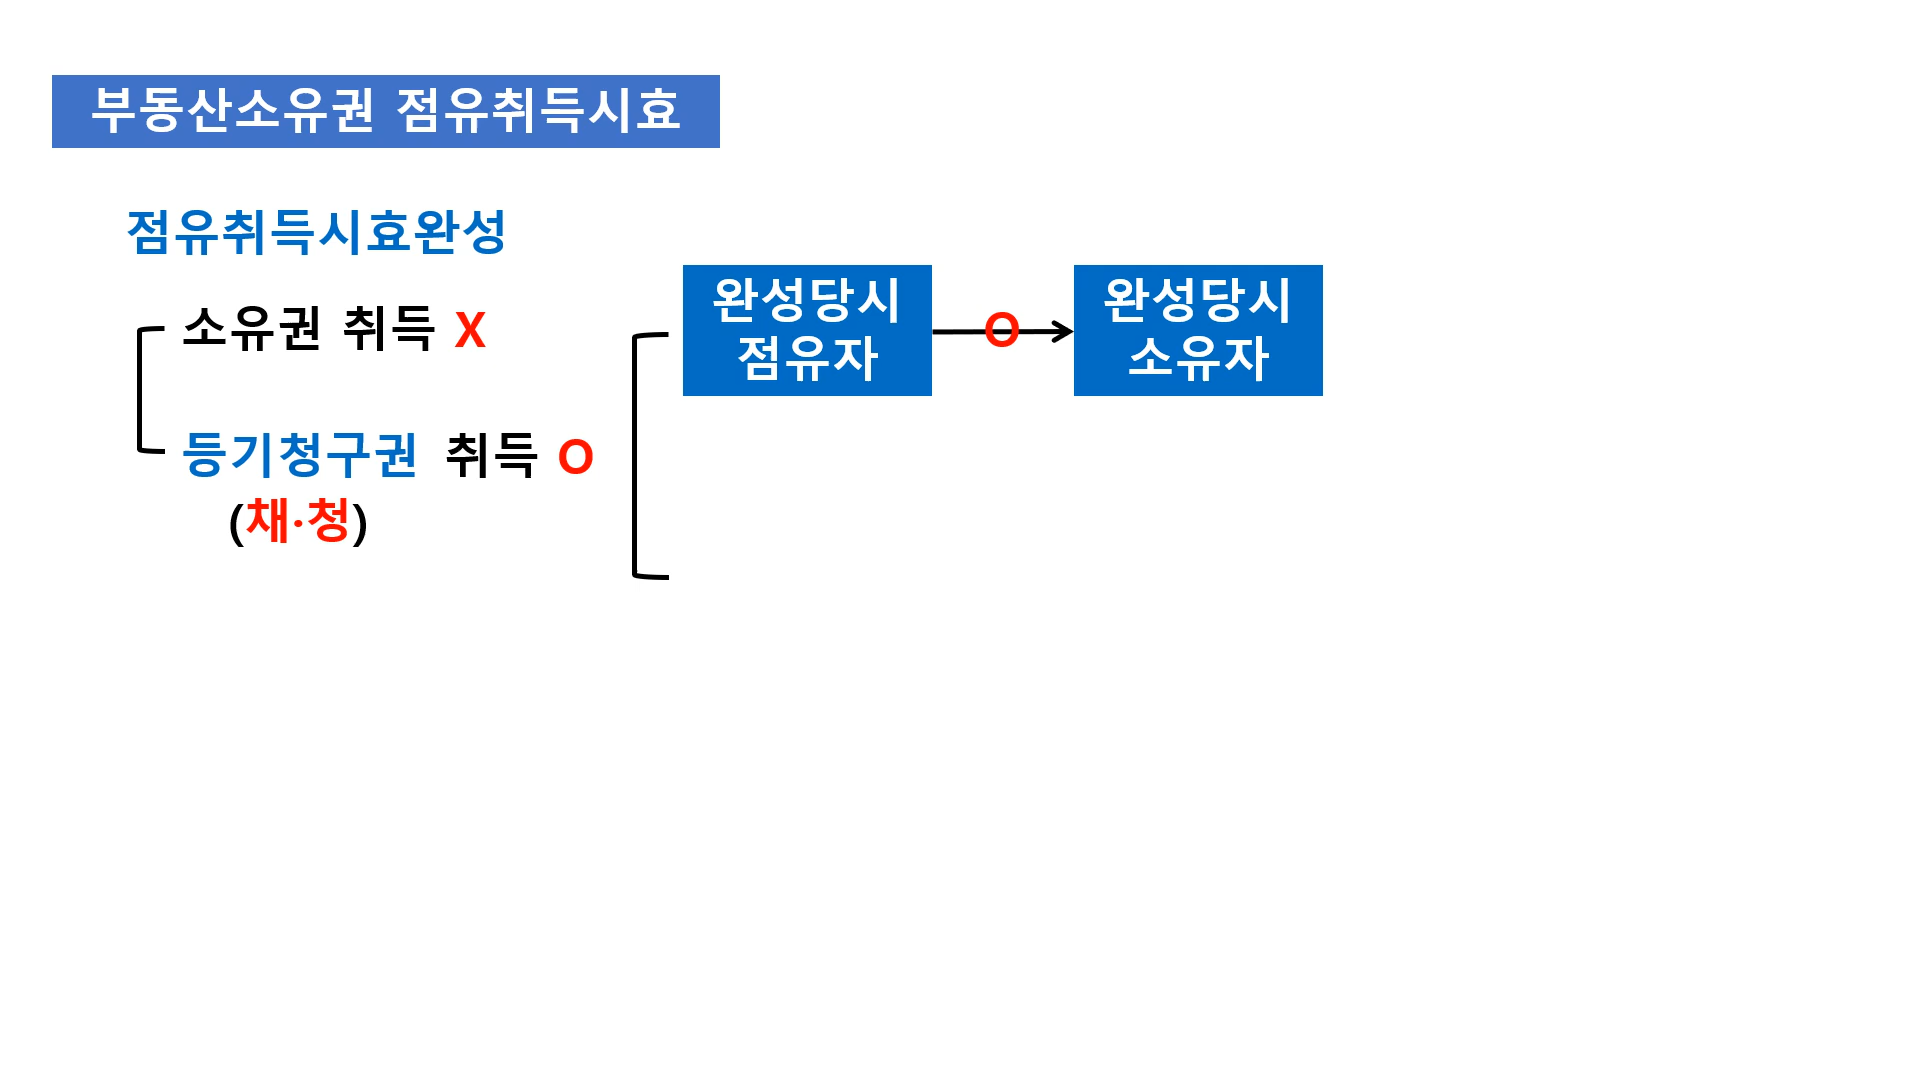 부동산소유권 점유취득시효
점유취득시효완성
소유권 취득 X
등기청구권 취득 O
(채·청)
완성당시
점유자
O
완성당시
소유자